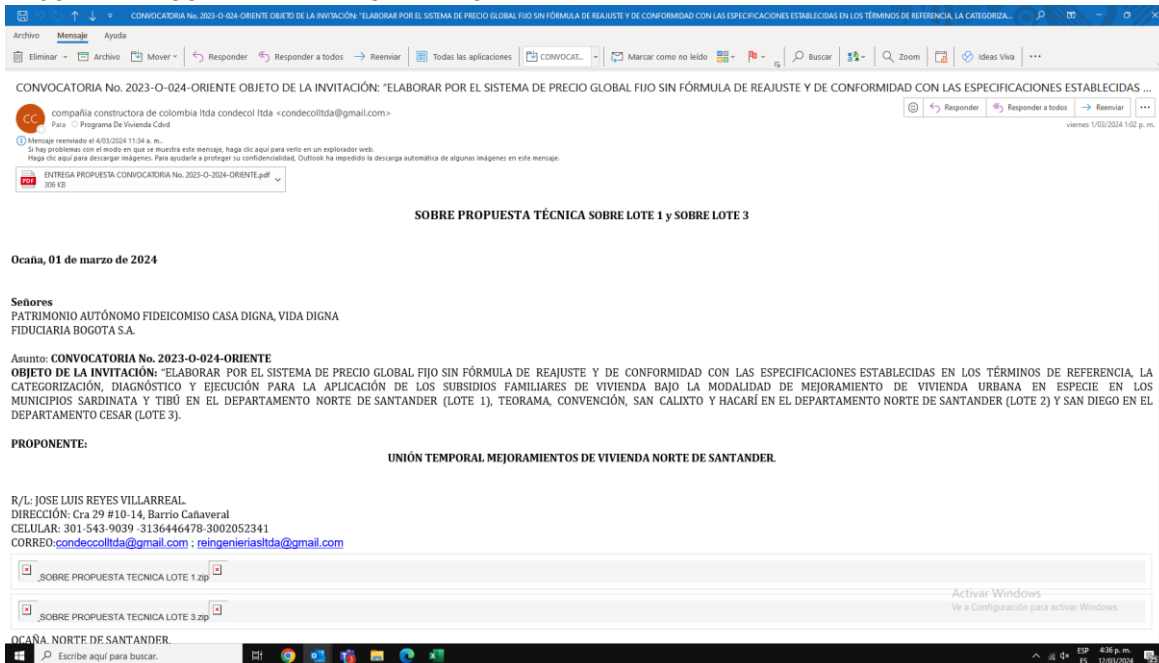 CONVOCATORIA No. 2023-O-024-ORIENTE OBJETO DE LA INVITACIÓN: "ELABORAR POR EL SISTEMA DE PRECIO GLOBAL FIJO SIN FÓRMULA DE REAJUSTE Y DE CONFORMIDAD CON LAS ESPECIFICACIONES ESTABLECIDAS EN LOS TÉRMINOS DE REFERENCIA, LA CATEGORIZA...
Archivo Mensaje Ayuda
Eliminar Archivo Mover Responder Responder a todos Reenviar Todas las aplicaciones CONVOCAT... Marcar como no leído Buscar Zoom Ideas Viva ...
CONVOCATORIA No. 2023-O-024-ORIENTE OBJETO DE LA INVITACIÓN: "ELABORAR POR EL SISTEMA DE PRECIO GLOBAL FIJO SIN FÓRMULA DE REAJUSTE Y DE CONFORMIDAD CON LAS ESPECIFICACIONES ESTABLECIDAS ...
CC compañia constructora de colombia ltda condecol ltda <condecolltda@gmail.com>
Para Programa De Vivienda Cdvd
Responder Responder a todos Reenviar ...
viernes 1/03/2024 1:02 p. m.
Mensaje reenviado el 4/03/2024 11:34 a. m..
Si hay problemas con el modo en que se muestra este mensaje, haga clic aquí para verlo en un explorador web.
Haga clic aquí para descargar imágenes. Para ayudarle a proteger su confidencialidad, Outlook ha impedido la descarga automática de algunas imágenes en este mensaje.
PDF ENTREGA PROPUESTA CONVOCATORIA No. 2023-O-2024-ORIENTE.pdf
306 KB
SOBRE PROPUESTA TÉCNICA SOBRE LOTE 1 y SOBRE LOTE 3
Ocaña, 01 de marzo de 2024
Señores
PATRIMONIO AUTÓNOMO FIDEICOMISO CASA DIGNA, VIDA DIGNA
FIDUCIARIA BOGOTA S.A.
Asunto: CONVOCATORIA No. 2023-O-024-ORIENTE
OBJETO DE LA INVITACIÓN: "ELABORAR POR EL SISTEMA DE PRECIO GLOBAL FIJO SIN FÓRMULA DE REAJUSTE Y DE CONFORMIDAD CON LAS ESPECIFICACIONES ESTABLECIDAS EN LOS TÉRMINOS DE REFERENCIA, LA
CATEGORIZACIÓN, DIAGNÓSTICO Y EJECUCIÓN PARA LA APLICACIÓN DE LOS SUBSIDIOS FAMILIARES DE VIVIENDA BAJO LA MODALIDAD DE MEJORAMIENTO DE VIVIENDA URBANA EN ESPECIE EN LOS
MUNICIPIOS SARDINATA Y TIBÚ EN EL DEPARTAMENTO NORTE DE SANTANDER (LOTE 1), TEORAMA, CONVENCIÓN, SAN CALIXTO Y HACARÍ EN EL DEPARTAMENTO NORTE DE SANTANDER (LOTE 2) Y SAN DIEGO EN EL
DEPARTAMENTO CESAR (LOTE 3).
PROPONENTE:
UNIÓN TEMPORAL MEJORAMIENTOS DE VIVIENDA NORTE DE SANTANDER.
R/L: JOSE LUIS REYES VILLARREAL.
DIRECCIÓN: Cra 29 #10-14, Barrio Cañaveral
CELULAR: 301-543-9039 -3136446478-3002052341
CORREO:condeccolltda@gmail.com ; reingenieriasltda@gmail.com
_SOBRE PROPUESTA TECNICA LOTE 1.zip
_SOBRE PROPUESTA TECNICA LOTE 3.zip
Activar Windows
Ve a Configuración para activar Windows.
OCAÑA, NORTE DE SANTANDER.
Escribe aquí para buscar.
ESP 4:36 p. m.
ES 12/03/2024